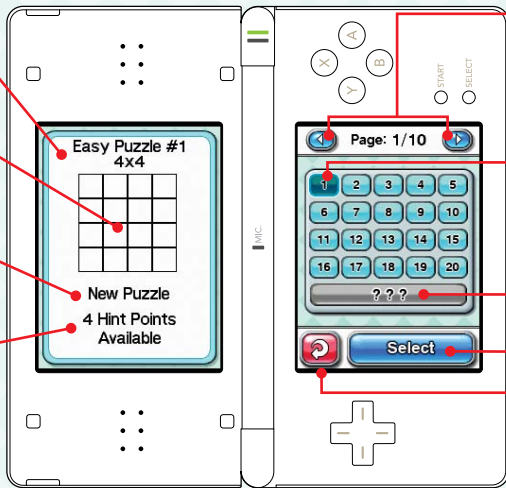 Easy Puzzle #1
4x4
New Puzzle
4 Hint Points
Available
MIC.
A
X
B
Y
START
SELECT
Page: 1/10
1 2 3 4 5
6 7 8 9 10
11 12 13 14 15
16 17 18 19 20
? ? ?
Select